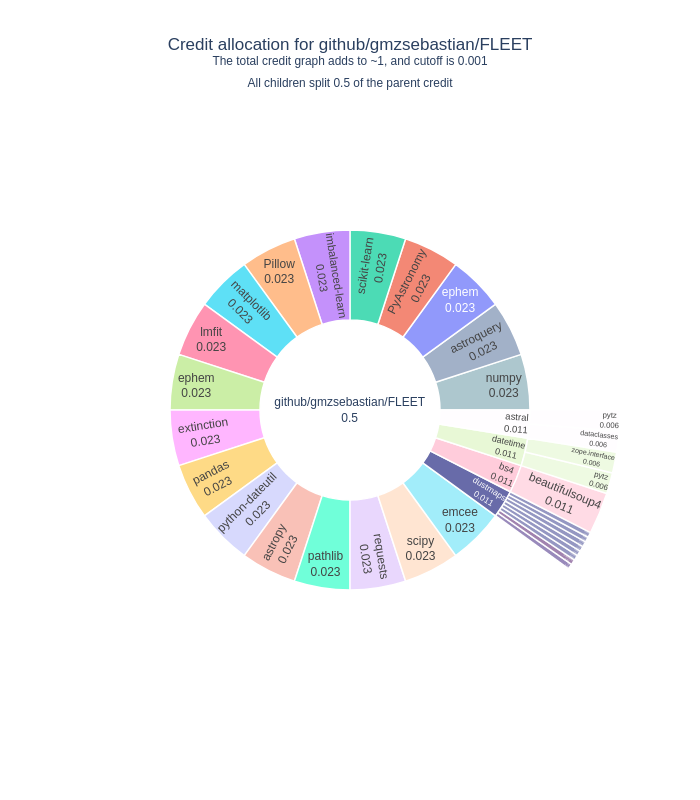 Credit allocation for github/gmzsebastian/FLEET
The total credit graph adds to ~1, and cutoff is 0.001
All children split 0.5 of the parent credit
github/gmzsebastian/FLEET
0.5
numpy
0.023
astroquery
0.023
ephem
0.023
PyAstronomy
0.023
scikit-learn
0.023
imbalanced-learn
0.023
Pillow
0.023
matplotlib
0.023
lmfit
0.023
ephem
0.023
extinction
0.023
pandas
0.023
python-dateutil
0.023
astropy
0.023
pathlib
0.023
requests
0.023
scipy
0.023
emcee
0.023
dustmaps
0.011
bs4
0.011
datetime
0.011
astral
0.011
pytz
0.006
dataclasses
0.006
zope.interface
0.006
pytz
0.006
beautifulsoup4
0.011